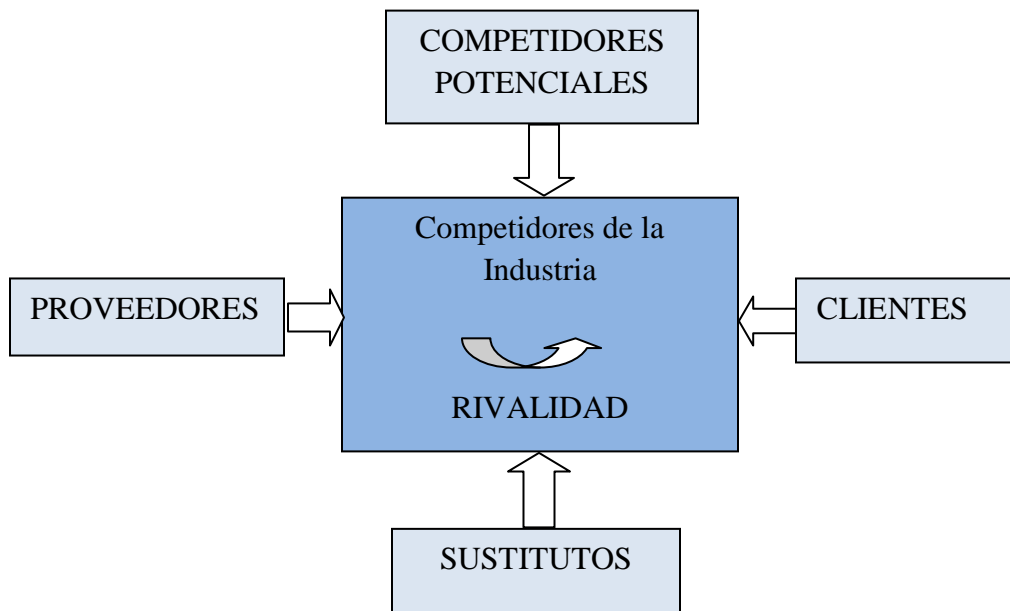 COMPETIDORES
POTENCIALES
Competidores de la
Industria
PROVEEDORES
CLIENTES
RIVALIDAD
SUSTITUTOS